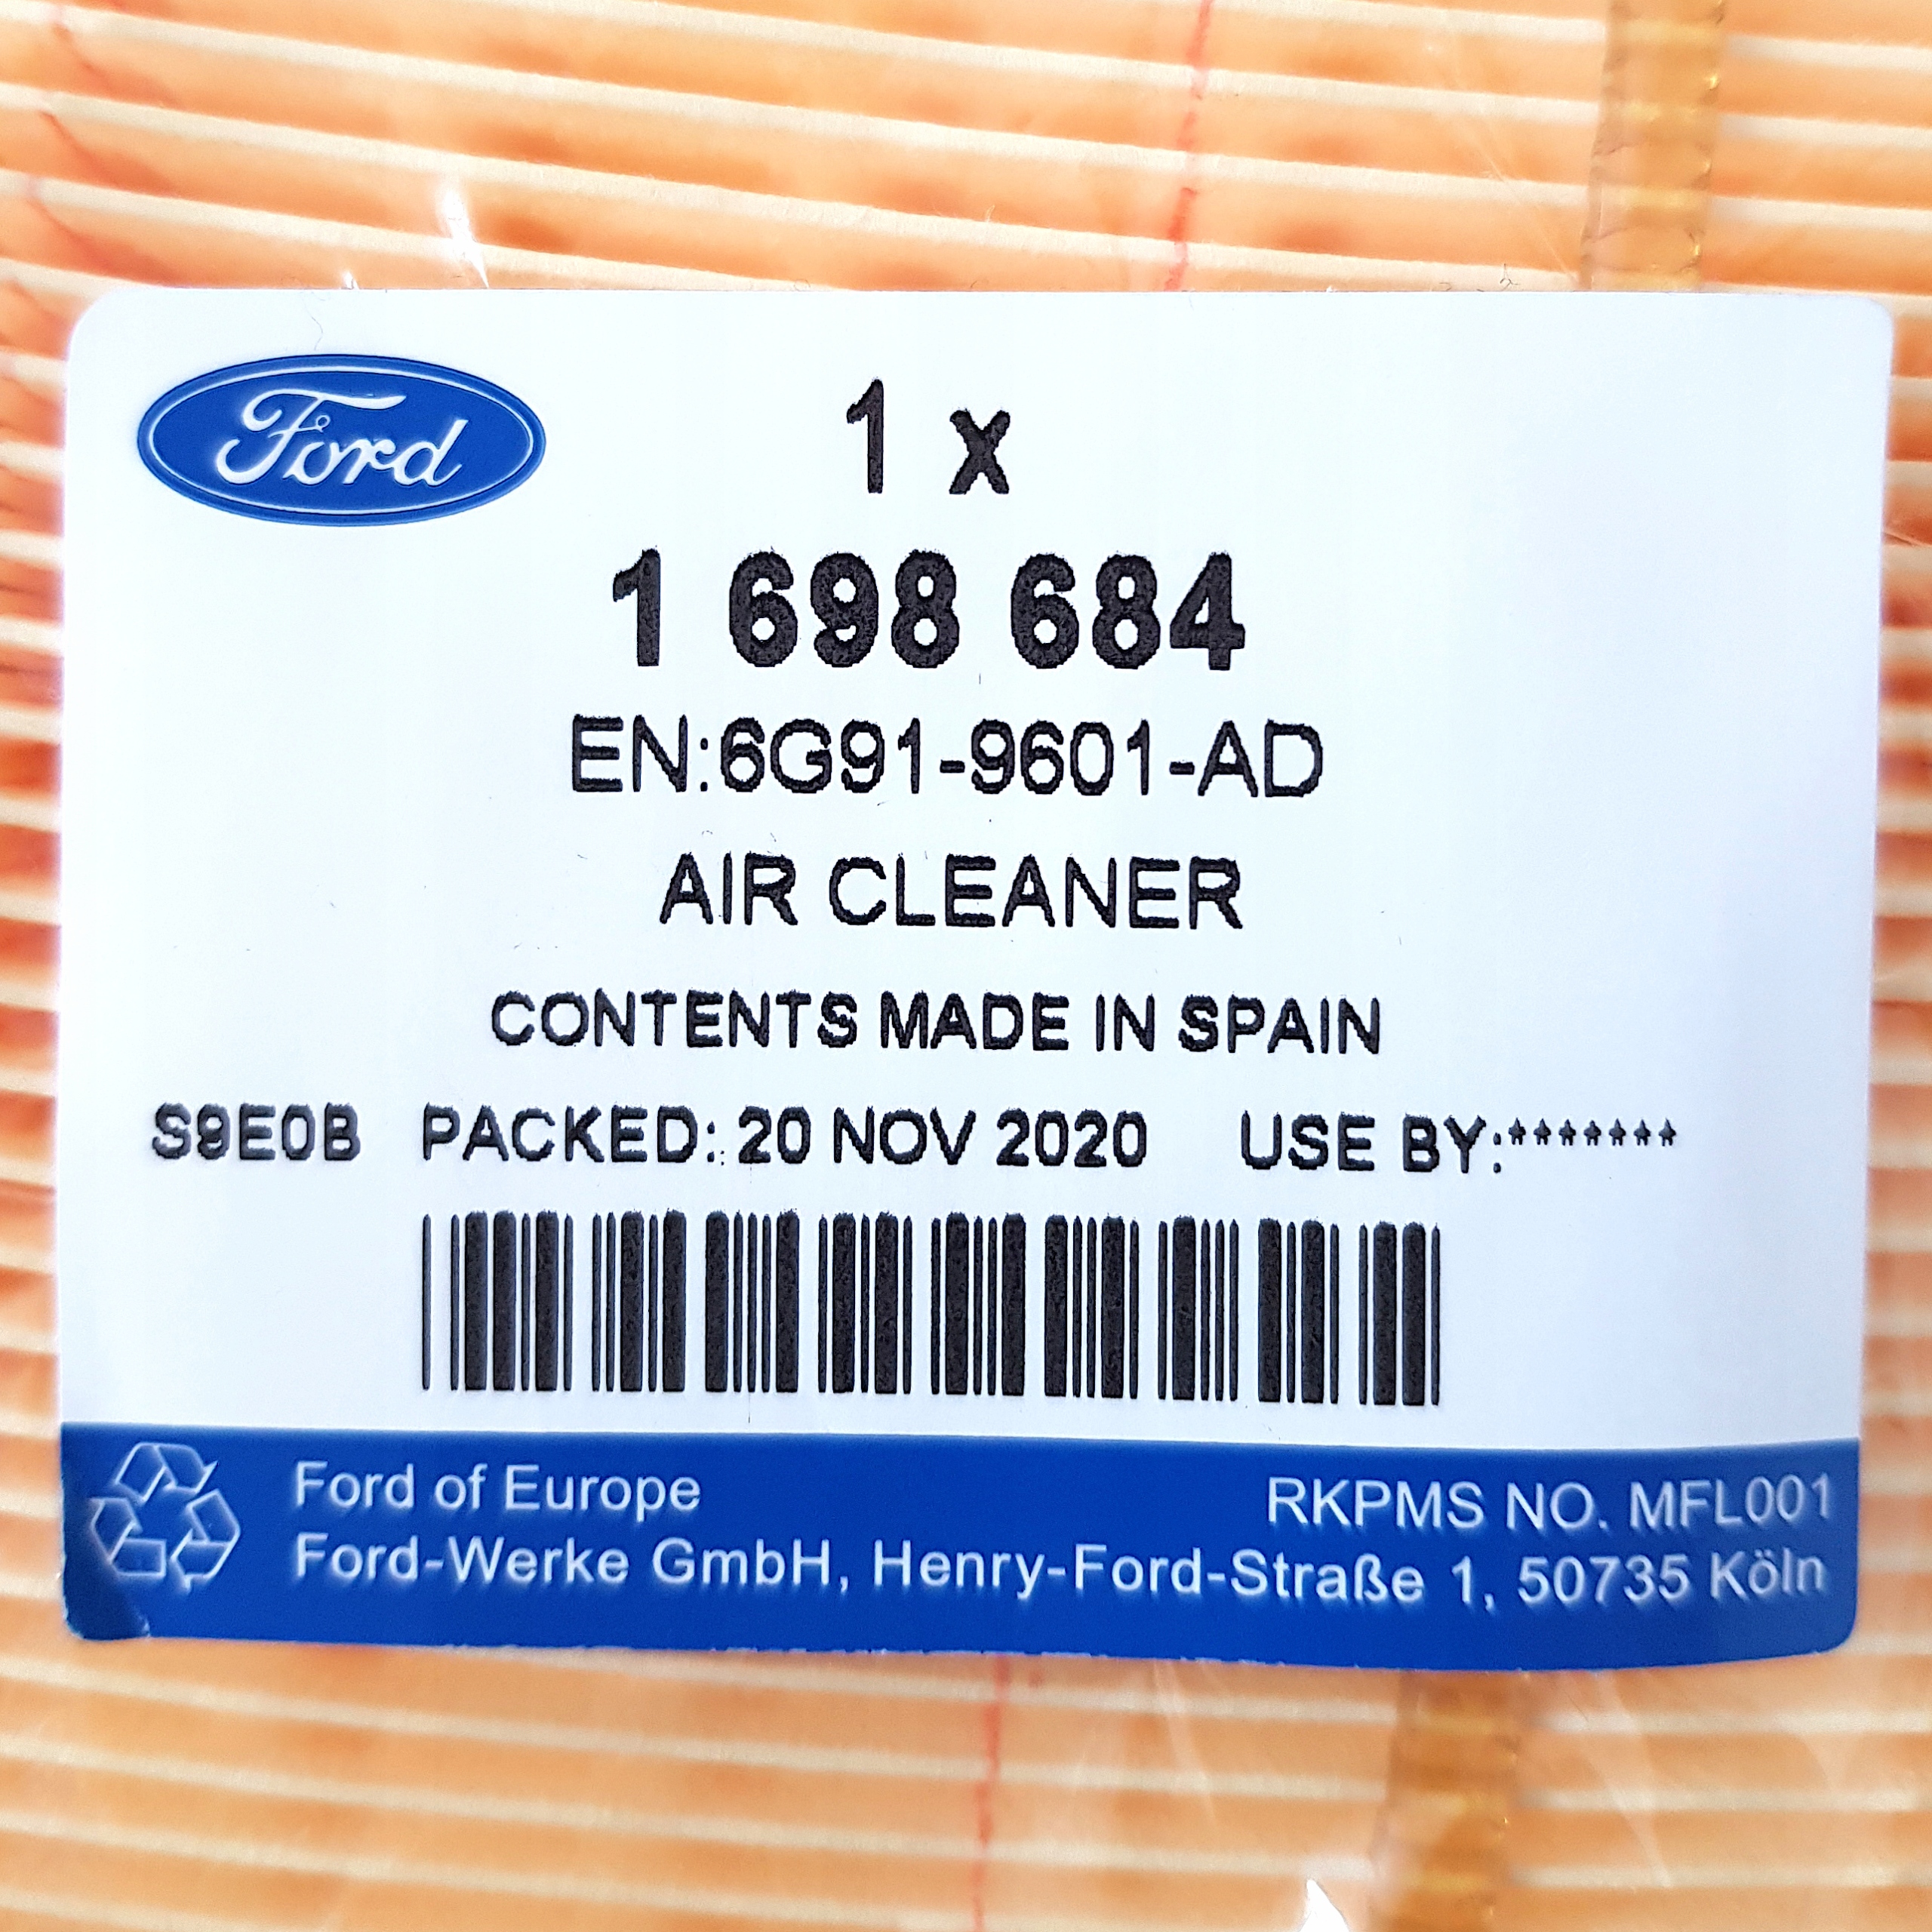 Ford
1 x
1 698 684
EN:6G91-9601-AD
AIR CLEANER
CONTENTS MADE IN SPAIN
S9E0B PACKED: 20 NOV 2020 USE BY:*******
Ford of Europe RKPMS NO. MFL001
Ford-Werke GmbH, Henry-Ford-Straße 1, 50735 Köln